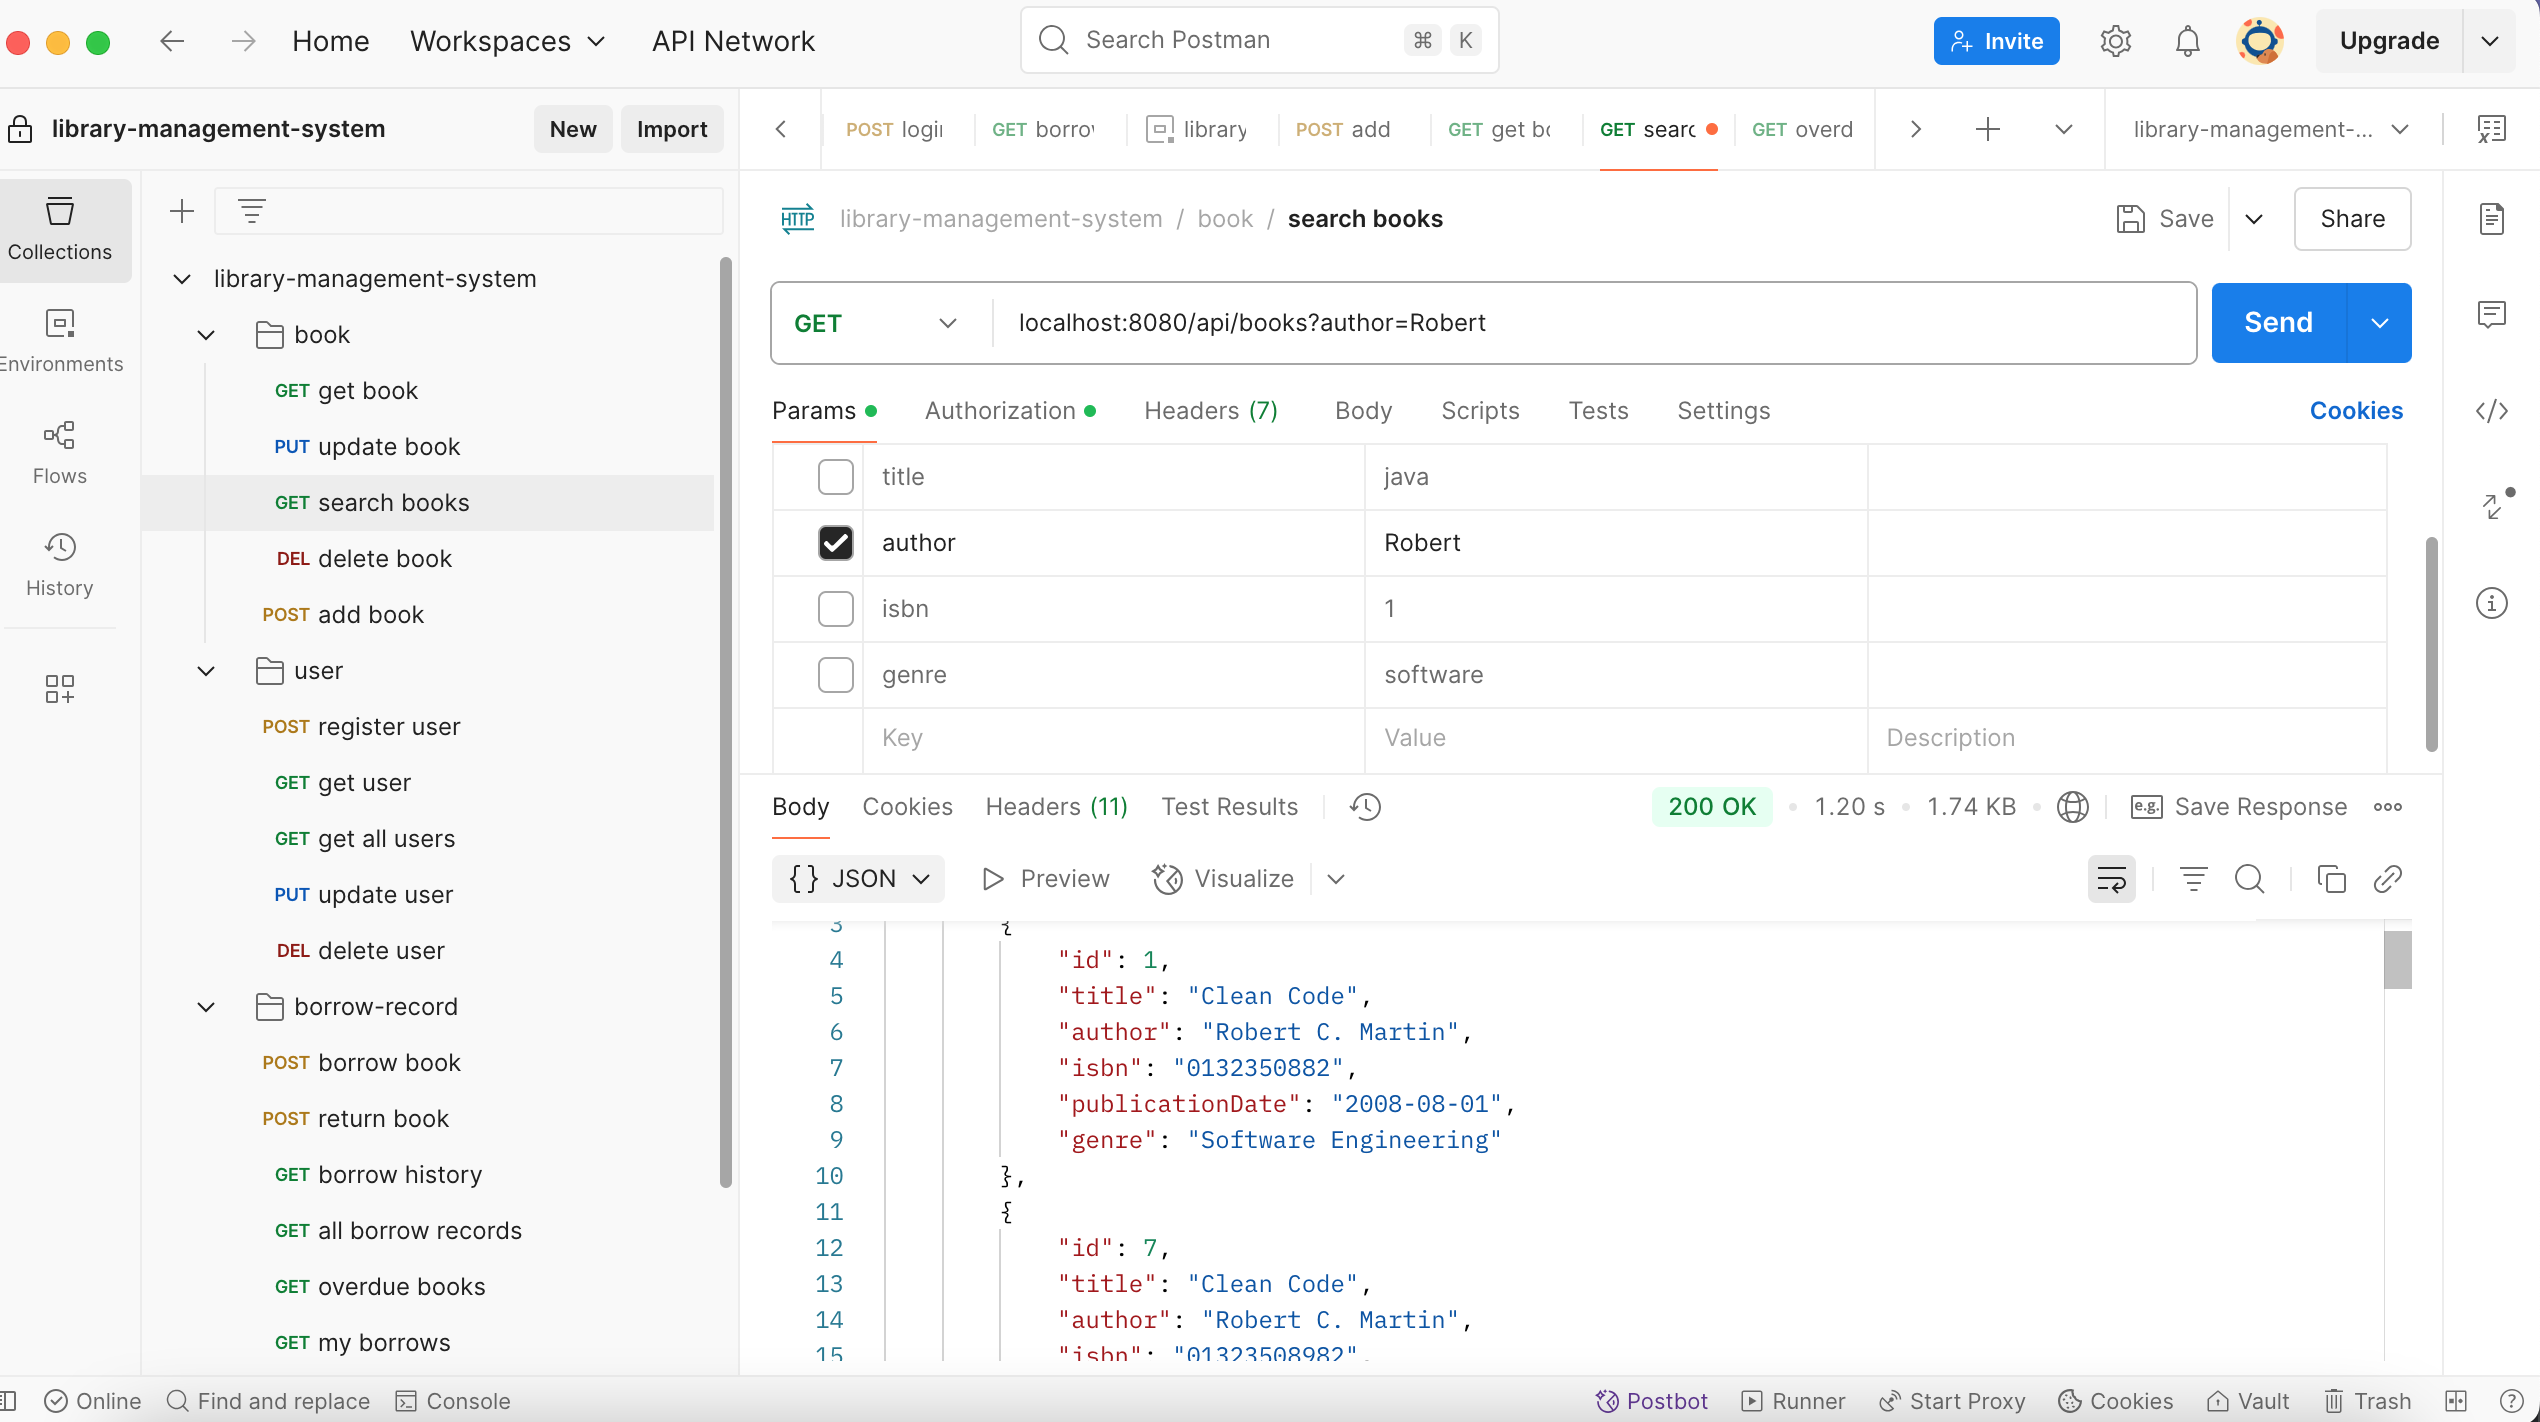 Home Workspaces API Network Search Postman ⌘ K Invite Upgrade
library-management-system New Import
POST login GET borrow library POST add GET get bo GET searc GET overd library-management-...
Collections
Environments
Flows
History
library-management-system
book
GET get book
PUT update book
GET search books
DEL delete book
POST add book
user
POST register user
GET get user
GET get all users
PUT update user
DEL delete user
borrow-record
POST borrow book
POST return book
GET borrow history
GET all borrow records
GET overdue books
GET my borrows
HTTP library-management-system / book / search books Save Share
GET localhost:8080/api/books?author=Robert Send
Params Authorization Headers (7) Body Scripts Tests Settings Cookies
title java
author Robert
isbn 1
genre software
Key Value Description
Body Cookies Headers (11) Test Results 200 OK 1.20 s 1.74 KB e.g. Save Response
{} JSON Preview Visualize
3 {
4 "id": 1,
5 "title": "Clean Code",
6 "author": "Robert C. Martin",
7 "isbn": "0132350882",
8 "publicationDate": "2008-08-01",
9 "genre": "Software Engineering"
10 },
11 {
12 "id": 7,
13 "title": "Clean Code",
14 "author": "Robert C. Martin",
15 "isbn": "01323508982",
Online Find and replace Console Postbot Runner Start Proxy Cookies Vault Trash